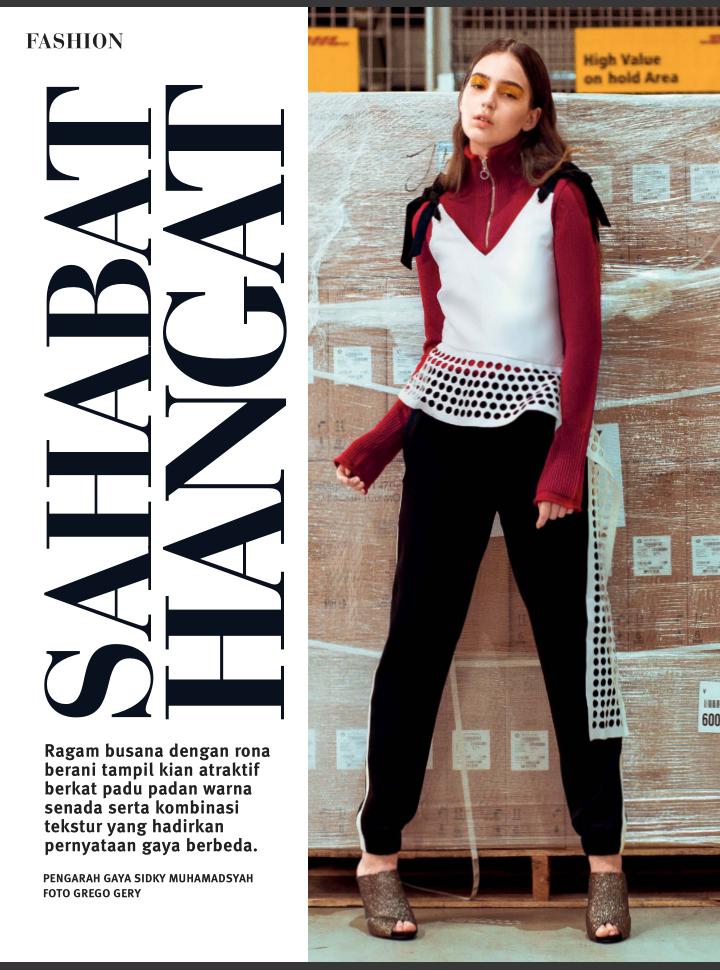 FASHION
SAHABAT
HANGAT
Ragam busana dengan rona
berani tampil kian atraktif
berkat padu padan warna
senada serta kombinasi
tekstur yang hadirkan
pernyataan gaya berbeda.
PENGARAH GAYA SIDKY MUHAMADSYAH
FOTO GREGO GERY
High Value
on hold Area
600